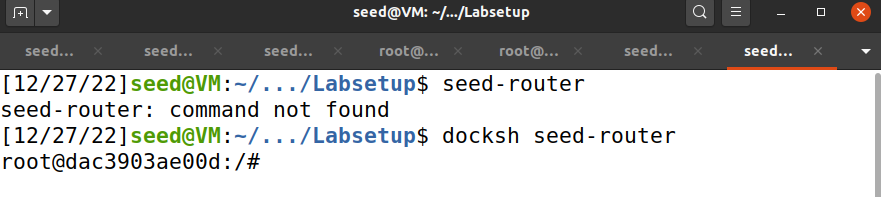 seed@VM: ~/.../Labsetup
seed... seed... seed... root@... root@... seed... seed...
[12/27/22]seed@VM:~/.../Labsetup$ seed-router
seed-router: command not found
[12/27/22]seed@VM:~/.../Labsetup$ docksh seed-router
root@dac3903ae00d:/#